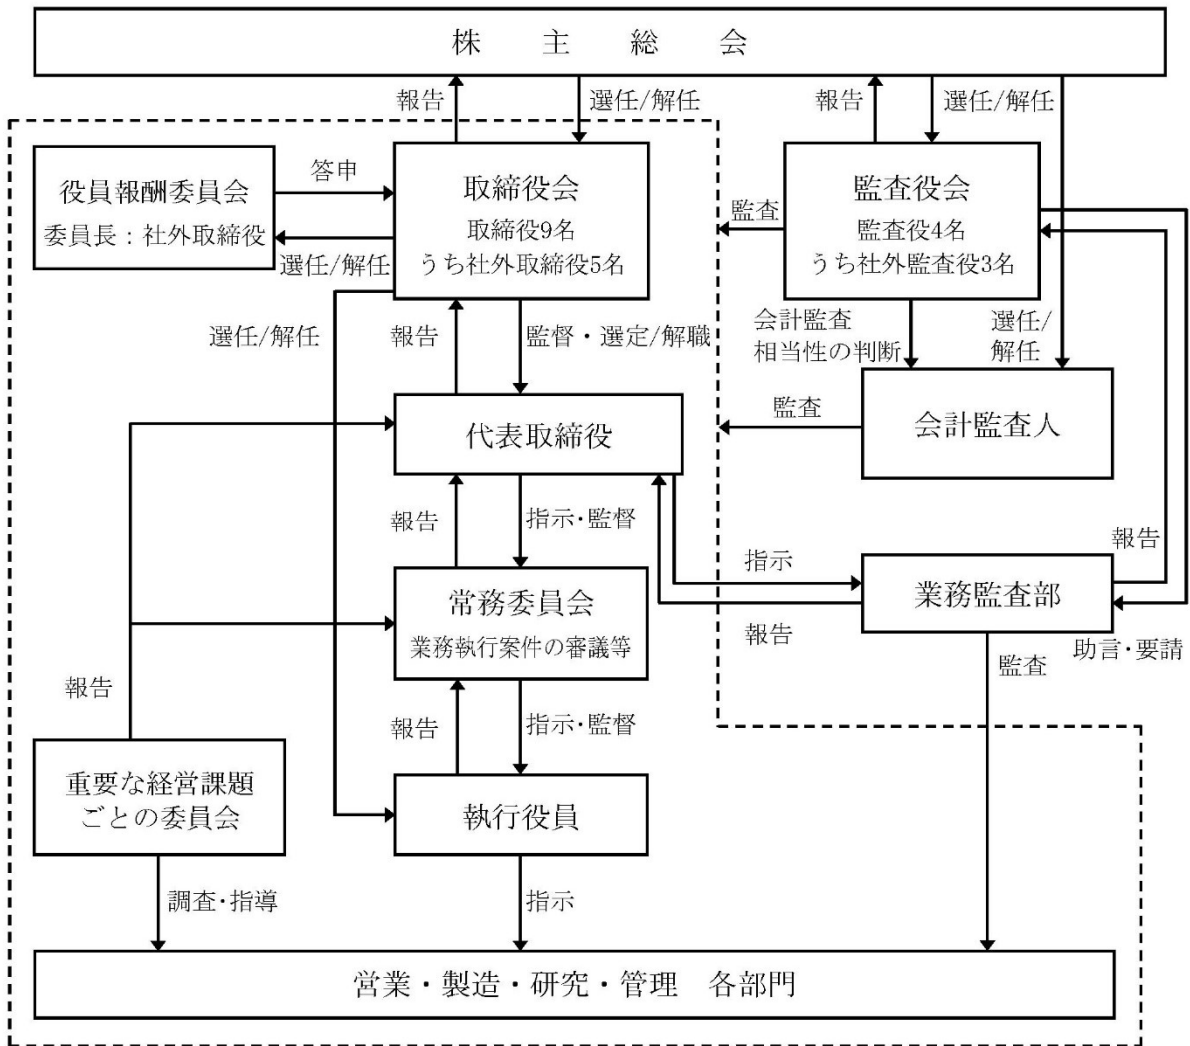 株　主　総　会
報告
選任/解任
報告
選任/解任
役員報酬委員会
委員長：社外取締役
答申
選任/解任
取締役会
取締役9名
うち社外取締役5名
監査
監査役会
監査役4名
うち社外監査役3名
選任/解任
報告
監督・選定/解職
会計監査
相当性の判断
選任/
解任
代表取締役
監査
会計監査人
報告
指示・監督
指示
報告
報告
業務監査部
助言・要請
監査
常務委員会
業務執行案件の審議等
報告
報告
指示・監督
重要な経営課題
ごとの委員会
執行役員
調査・指導
指示
営業・製造・研究・管理　各部門